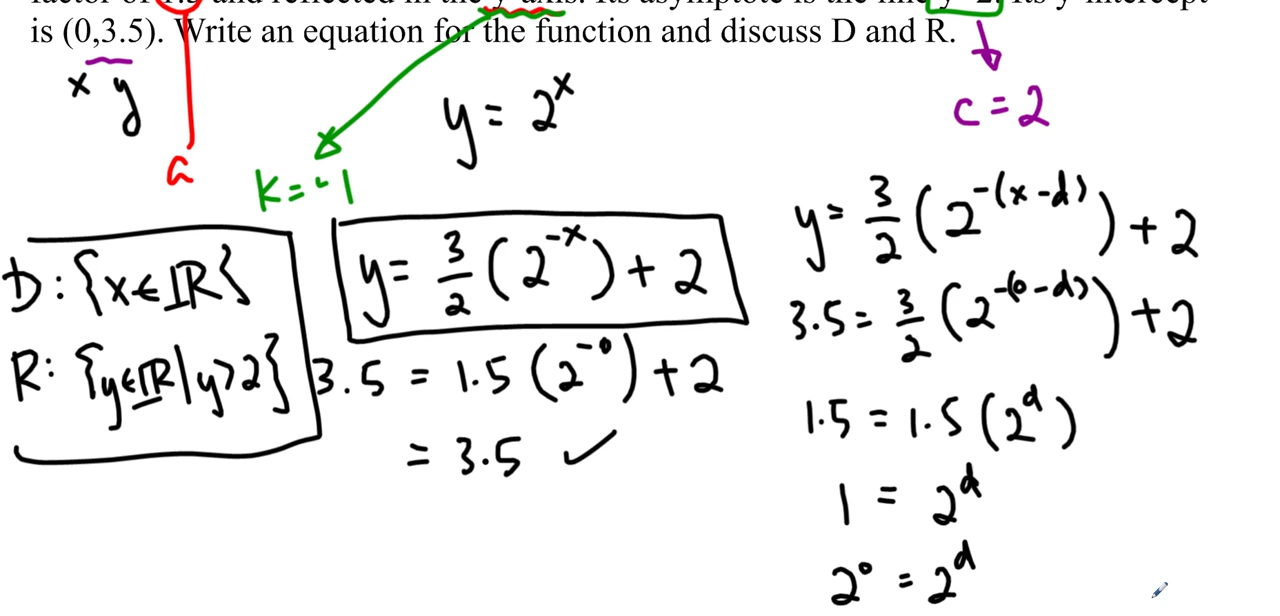 is (0,3.5). Write an equation for the function and discuss D and R.
x y
a
K = -1
y = 2^x
c = 2
D: {x ∈ ℝ}
R: {y ∈ ℝ | y > 2}
y = 3/2 (2^-x) + 2
3.5 = 1.5 (2^-0) + 2
= 3.5 ✓
y = 3/2 (2^-(x-d)) + 2
3.5 = 3/2 (2^-(0-d)) + 2
1.5 = 1.5 (2^d)
1 = 2^d
2^0 = 2^d